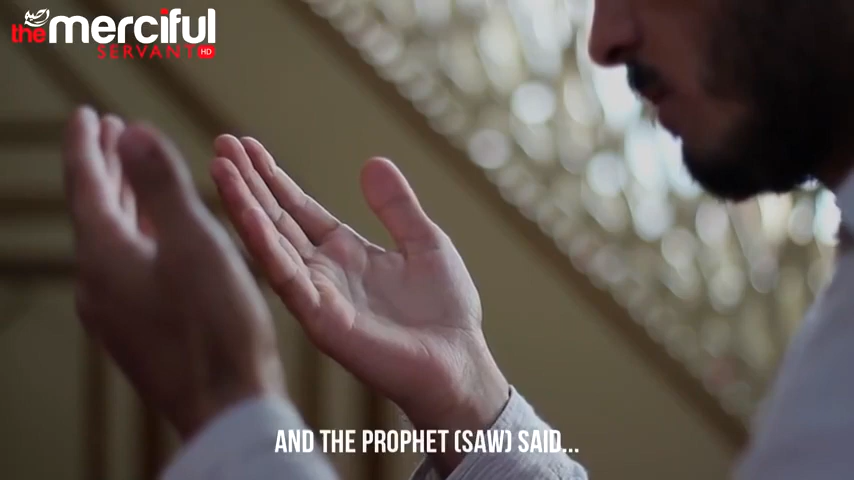 the merciful
SERVANT HD
AND THE PROPHET (SAW) SAID...